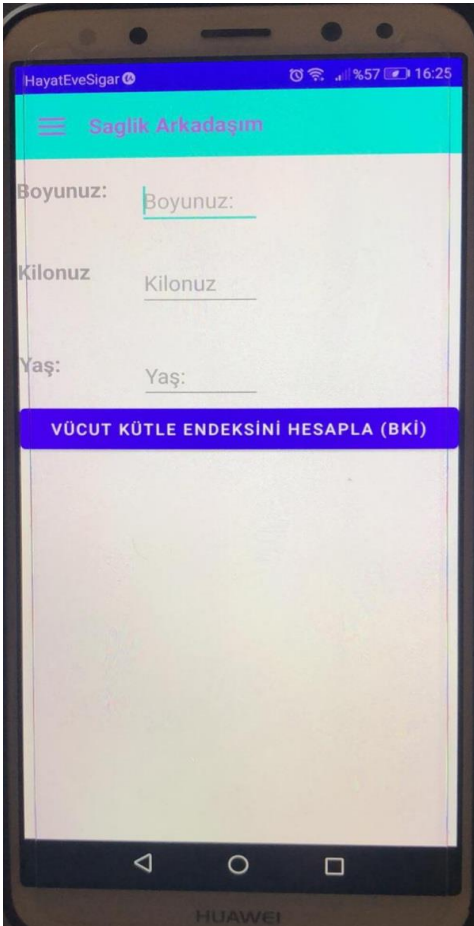 HayatEveSigar %57 16:25
Saglik Arkadaşım
Boyunuz: Boyunuz:
Kilonuz Kilonuz
Yaş: Yaş:
VÜCUT KÜTLE ENDEKSİNİ HESAPLA (BKİ)
HUAWEI